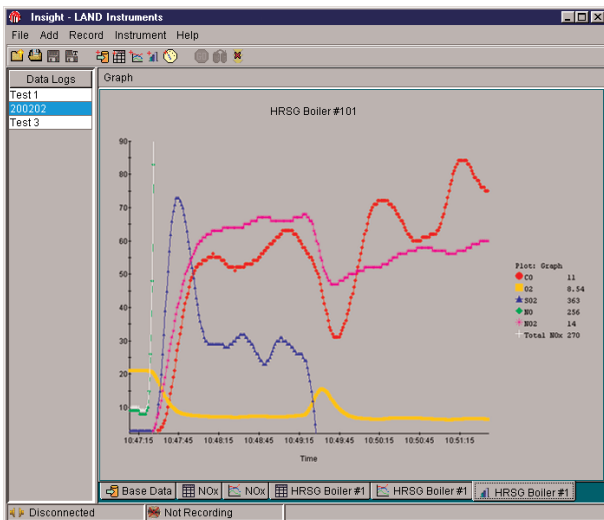 Insight - LAND Instruments
File Add Record Instrument Help
Data Logs
Graph
Test 1
200202
Test 3
HRSG Boiler #101
90
80
70
60
50
40
30
20
10
Plot: Graph
CO 11
O2 8.54
SO2 363
NO 256
NO2 14
Total NOx 270
10:47:15 10:47:45 10:48:15 10:48:45 10:49:15 10:49:45 10:50:15 10:50:45 10:51:15
Time
Base Data NOx NOx HRSG Boiler #1 HRSG Boiler #1 HRSG Boiler #1
Disconnected Not Recording